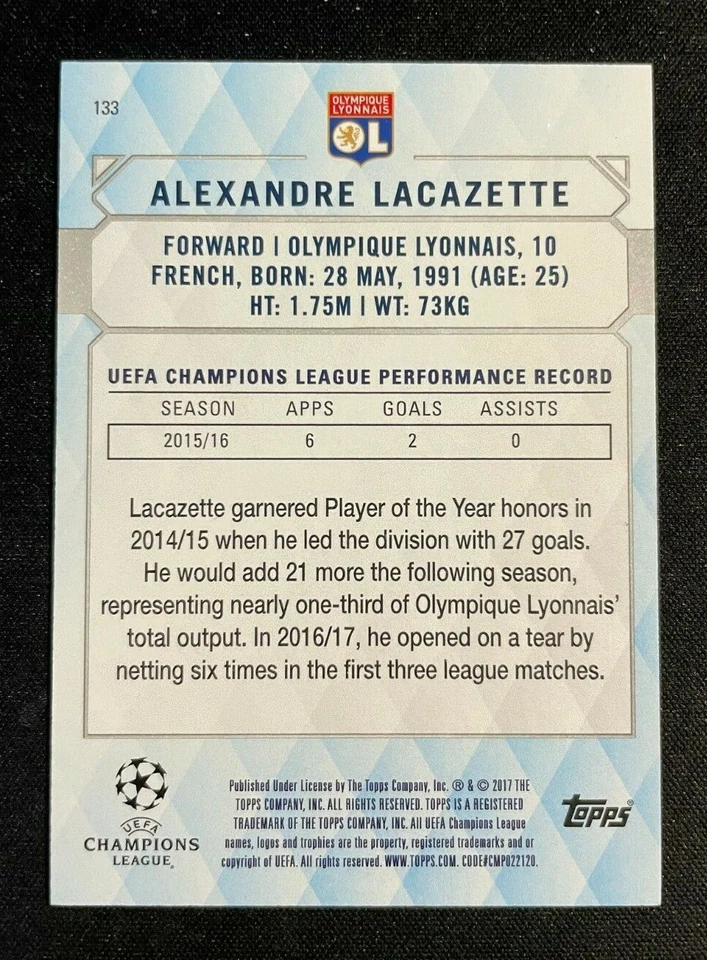 133
OLYMPIQUE
LYONNAIS
OL
ALEXANDRE LACAZETTE
FORWARD | OLYMPIQUE LYONNAIS, 10
FRENCH, BORN: 28 MAY, 1991 (AGE: 25)
HT: 1.75M | WT: 73KG
UEFA CHAMPIONS LEAGUE PERFORMANCE RECORD
SEASON APPS GOALS ASSISTS
2015/16 6 2 0
Lacazette garnered Player of the Year honors in
2014/15 when he led the division with 27 goals.
He would add 21 more the following season,
representing nearly one-third of Olympique Lyonnais'
total output. In 2016/17, he opened on a tear by
netting six times in the first three league matches.
UEFA
CHAMPIONS
LEAGUE®
Published Under License by The Topps Company, Inc. ® & © 2017 THE
TOPPS COMPANY, INC. ALL RIGHTS RESERVED. TOPPS IS A REGISTERED
TRADEMARK OF THE TOPPS COMPANY, INC. All UEFA Champions League
names, logos and trophies are the property, registered trademarks and or
copyright of UEFA. All rights reserved. WWW.TOPPS.COM. CODE#CMP022120.
topps®